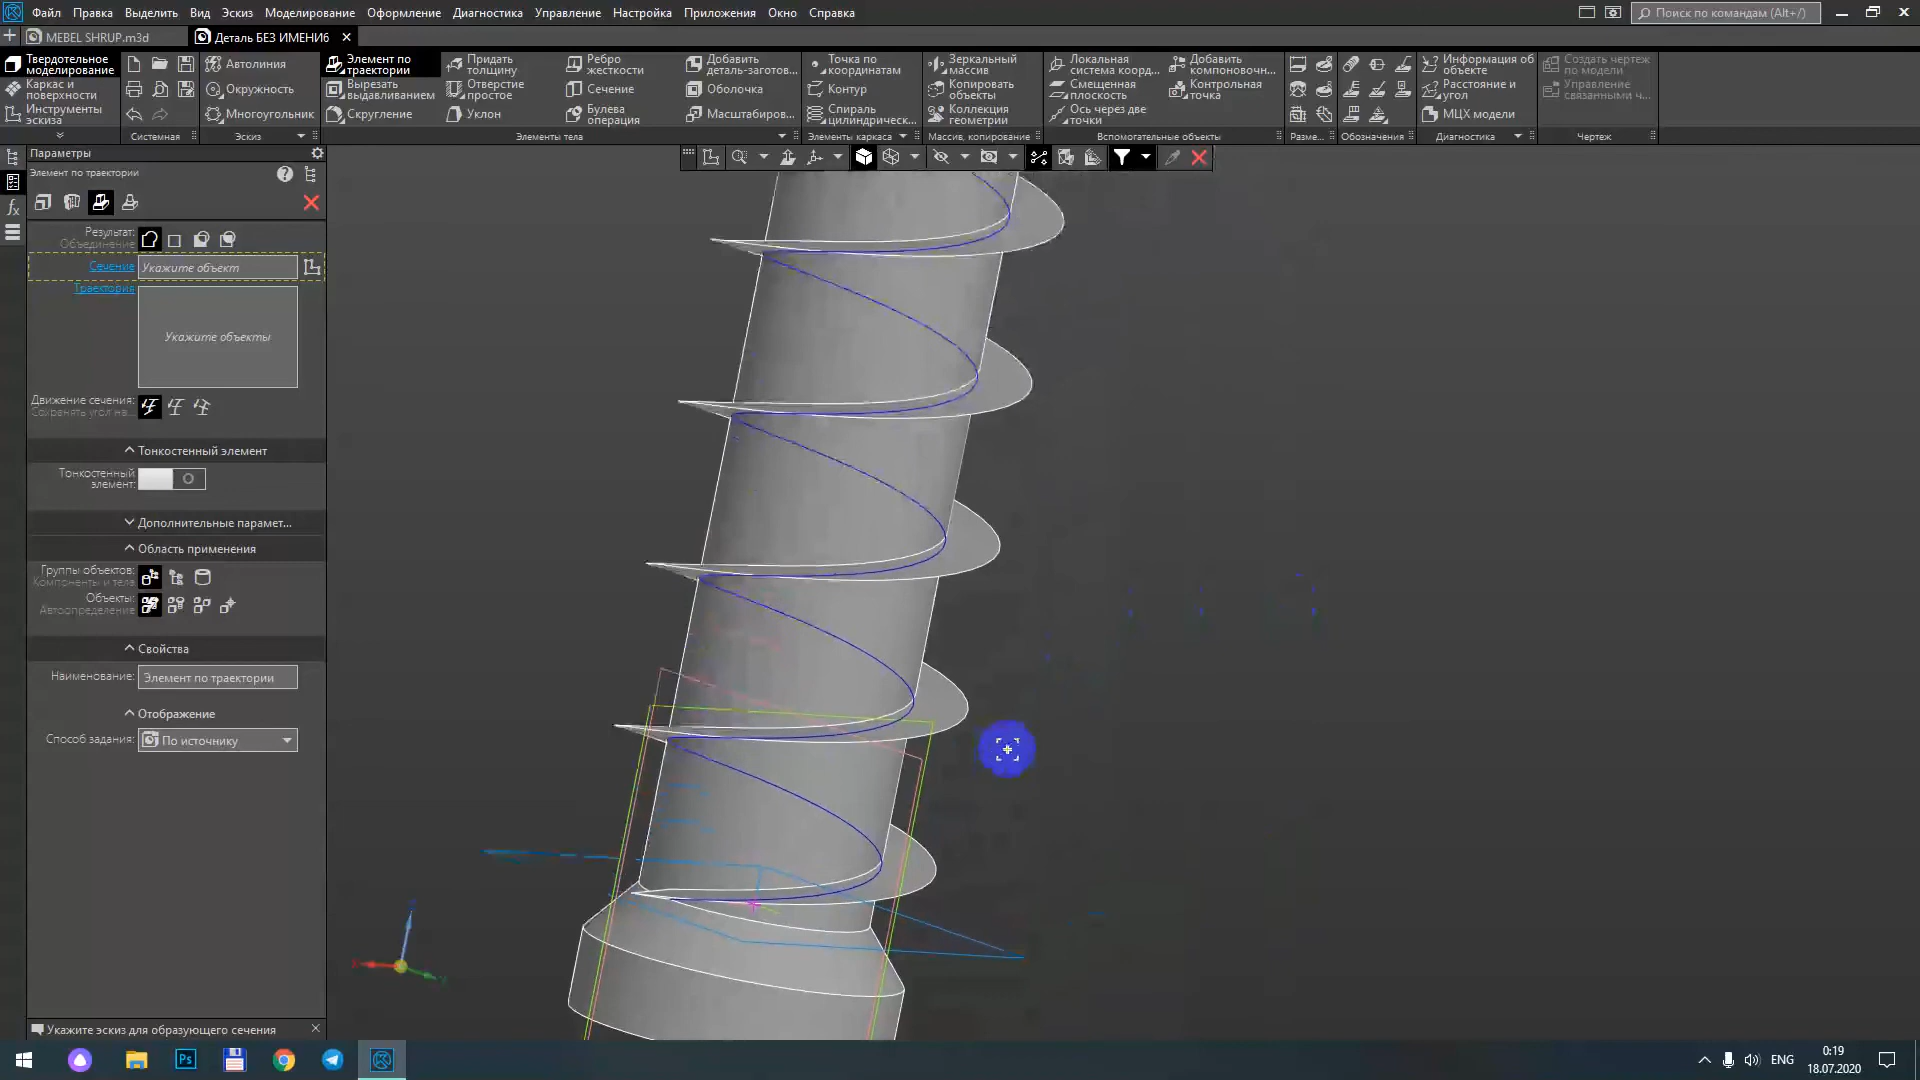 Файл Правка Выделить Вид Эскиз Моделирование Оформление Диагностика Управление Настройка Приложения Окно Справка
Поиск по командам (Alt+/)
MEBEL SHRUP.m3d
Деталь БЕЗ ИМЕНИ6
Твердотельное моделирование
Каркас и поверхности
Инструменты эскиза
Системная
Автолиния
Окружность
Многоугольник
Эскиз
Элемент по траектории
Вырезать выдавливанием
Скругление
Придать толщину
Отверстие простое
Уклон
Ребро жесткости
Сечение
Булева операция
Добавить деталь-заготов...
Оболочка
Масштабиров...
Элементы тела
Точка по координатам
Контур
Спираль цилиндрическ...
Элементы каркаса
Зеркальный массив
Копировать объекты
Коллекция геометрии
Массив, копирование
Локальная система коорд...
Смещенная плоскость
Ось через две точки
Добавить компоновочн...
Контрольная точка
Вспомогательные объекты
Разме...
Обозначения
Информация об объекте
Расстояние и угол
МЦХ модели
Диагностика
Создать чертеж по модели
Управление связанными ч...
Чертеж
Параметры
Элемент по траектории
Результат:
Объединение
Сечение
Укажите объект
Траектория
Укажите объекты
Движение сечения:
Сохранять угол на...
Тонкостенный элемент
Тонкостенный элемент:
Дополнительные парамет...
Область применения
Группы объектов:
Компоненты и тела
Объекты:
Автоопределение
Свойства
Наименование: Элемент по траектории
Отображение
Способ задания: По источнику
Укажите эскиз для образующего сечения
ENG
0:19
18.07.2020